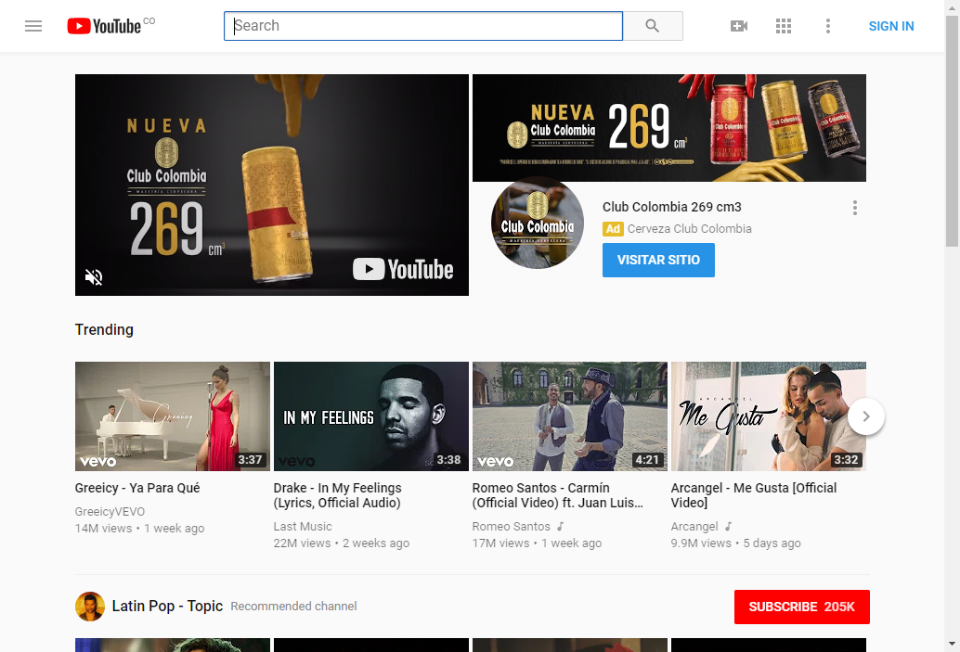 YouTube CO
Search
SIGN IN
NUEVA
Club Colombia
MAESTRÍA CERVECERA
269 cm3
YouTube
NUEVA
Club Colombia
269 cm3
Club Colombia
Club Colombia 269 cm3
Ad Cerveza Club Colombia
VISITAR SITIO
Trending
Greeicy
vevo
3:37
IN MY FEELINGS
vevo
3:38
vevo
4:21
ARCANGEL
Me Gusta
3:32
Greeicy - Ya Para Qué
GreeicyVEVO
14M views • 1 week ago
Drake - In My Feelings
(Lyrics, Official Audio)
Last Music
22M views • 2 weeks ago
Romeo Santos - Carmín
(Official Video) ft. Juan Luis...
Romeo Santos
17M views • 1 week ago
Arcangel - Me Gusta [Official
Video]
Arcangel
9.9M views • 5 days ago
Latin Pop - Topic Recommended channel
SUBSCRIBE 205K